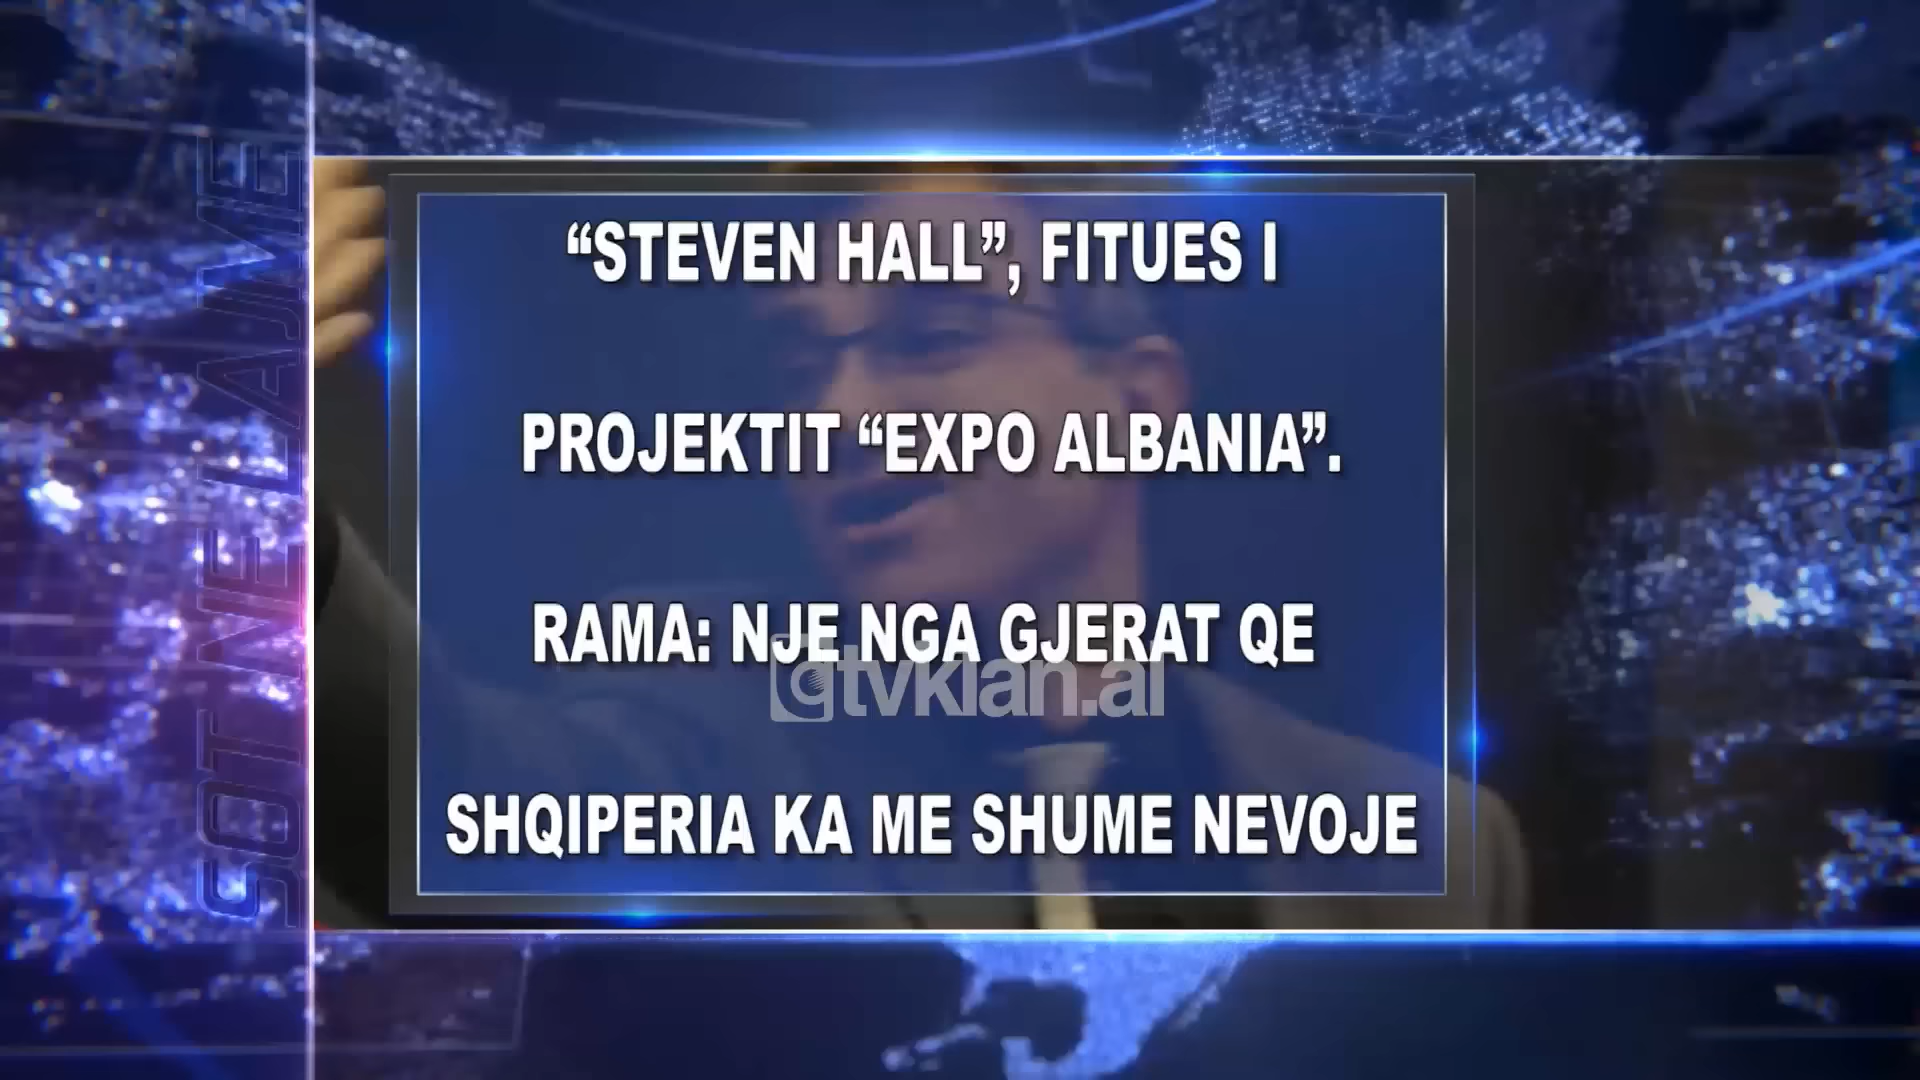 “STEVEN HALL”, FITUES I
PROJEKTIT “EXPO ALBANIA”.
RAMA: NJE NGA GJERAT QE
tvklan.al
SHQIPERIA KA ME SHUME NEVOJE
SOT NE LAJME